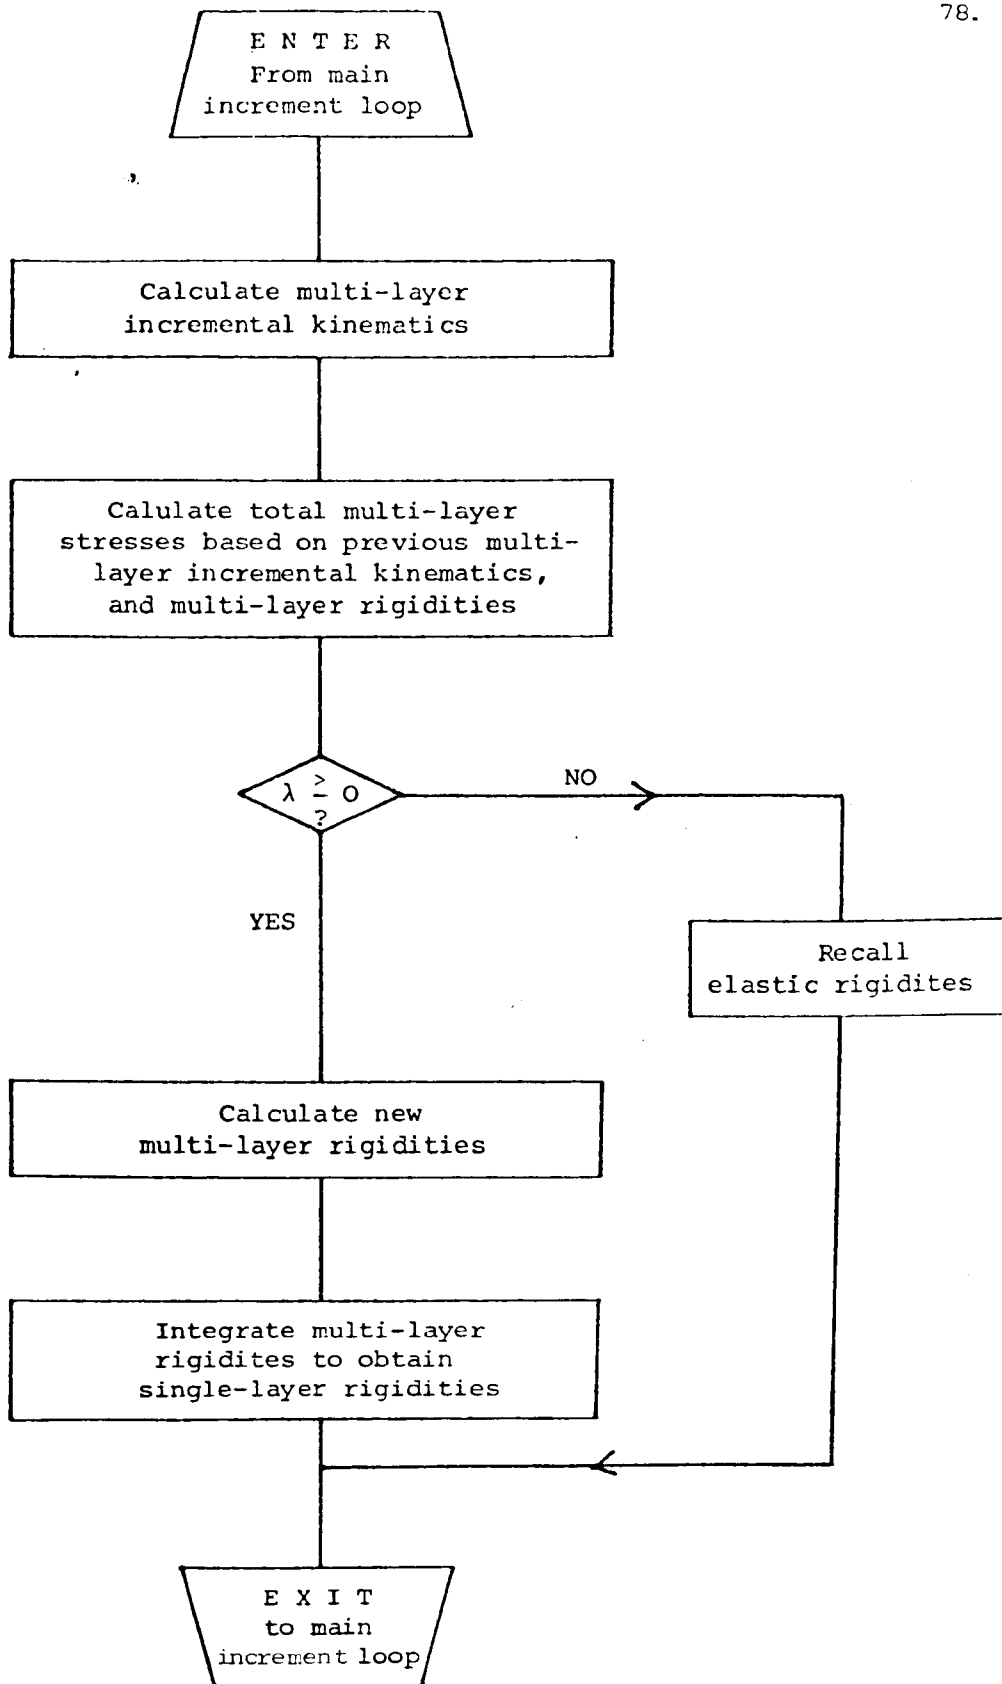 78.
E N T E R
From main
increment loop
Calculate multi-layer
incremental kinematics
Calulate total multi-layer
stresses based on previous multi-
layer incremental kinematics,
and multi-layer rigidities
λ ≥ O
?
NO
YES
Recall
elastic rigidites
Calculate new
multi-layer rigidities
Integrate multi-layer
rigidites to obtain
single-layer rigidities
E X I T
to main
increment loop